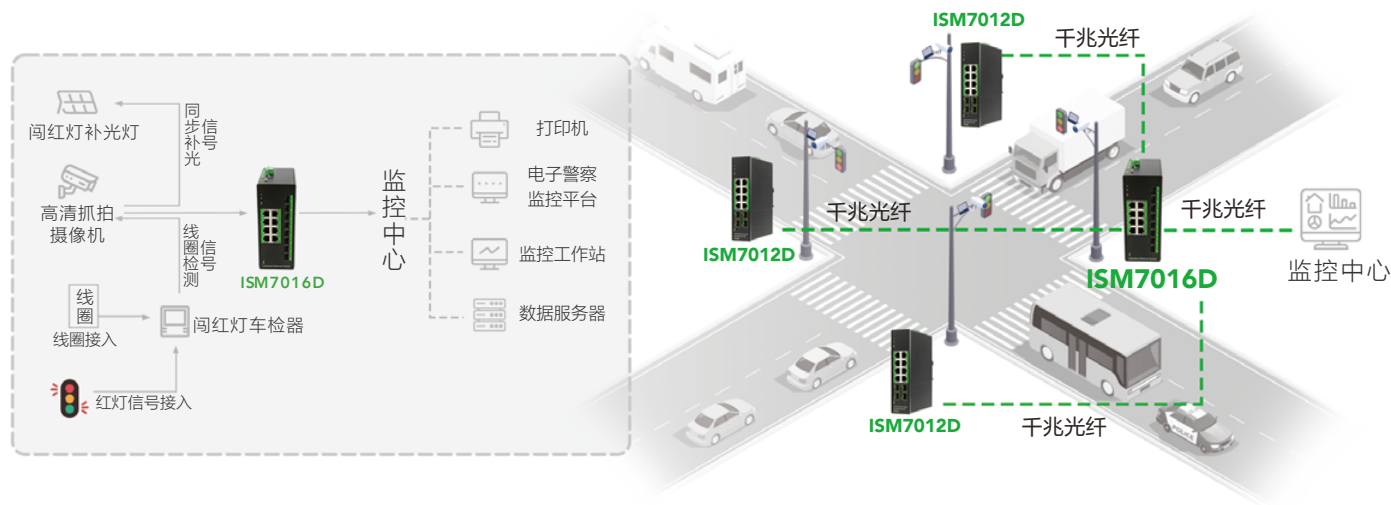 闯红灯补光灯
同步补光
信号
高清抓拍
摄像机
线圈检测
信号
线圈
线圈接入
闯红灯车检器
红灯信号接入
ISM7016D
监控中心
打印机
电子警察
监控平台
监控工作站
数据服务器
ISM7012D
千兆光纤
ISM7012D
千兆光纤
千兆光纤
ISM7016D
监控中心
ISM7012D
千兆光纤